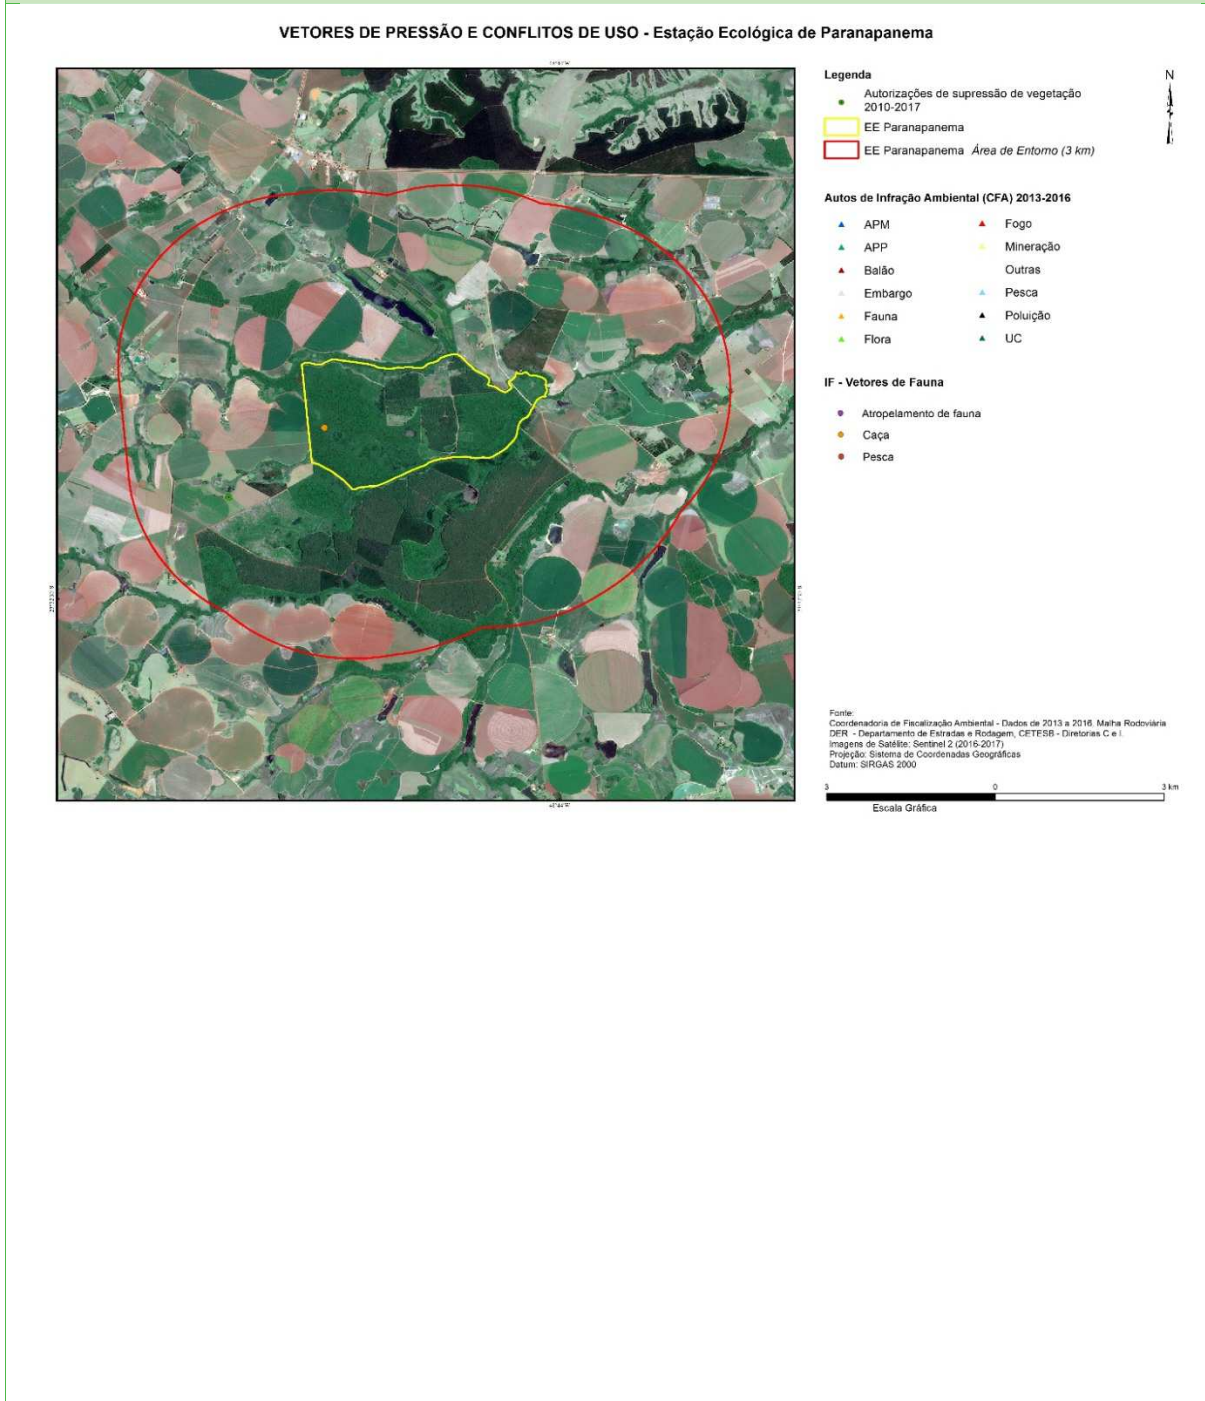 VETORES DE PRESSÃO E CONFLITOS DE USO - Estação Ecológica de Paranapanema
Legenda
N
Autorizações de supressão de vegetação
2010-2017
EE Paranapanema
EE Paranapanema Área de Entorno (3 km)
Autos de Infração Ambiental (CFA) 2013-2016
APM
Fogo
APP
Mineração
Balão
Outras
Embargo
Pesca
Fauna
Poluição
Flora
UC
IF - Vetores de Fauna
Atropelamento de fauna
Caça
Pesca
Fonte:
Coordenadoria de Fiscalização Ambiental - Dados de 2013 a 2016. Malha Rodoviária
DER - Departamento de Estradas e Rodagem, CETESB - Diretorias C e I.
Imagens de Satélite: Sentinel 2 (2016-2017)
Projeção: Sistema de Coordenadas Geográficas
Datum: SIRGAS 2000
3 0 3 km
Escala Gráfica